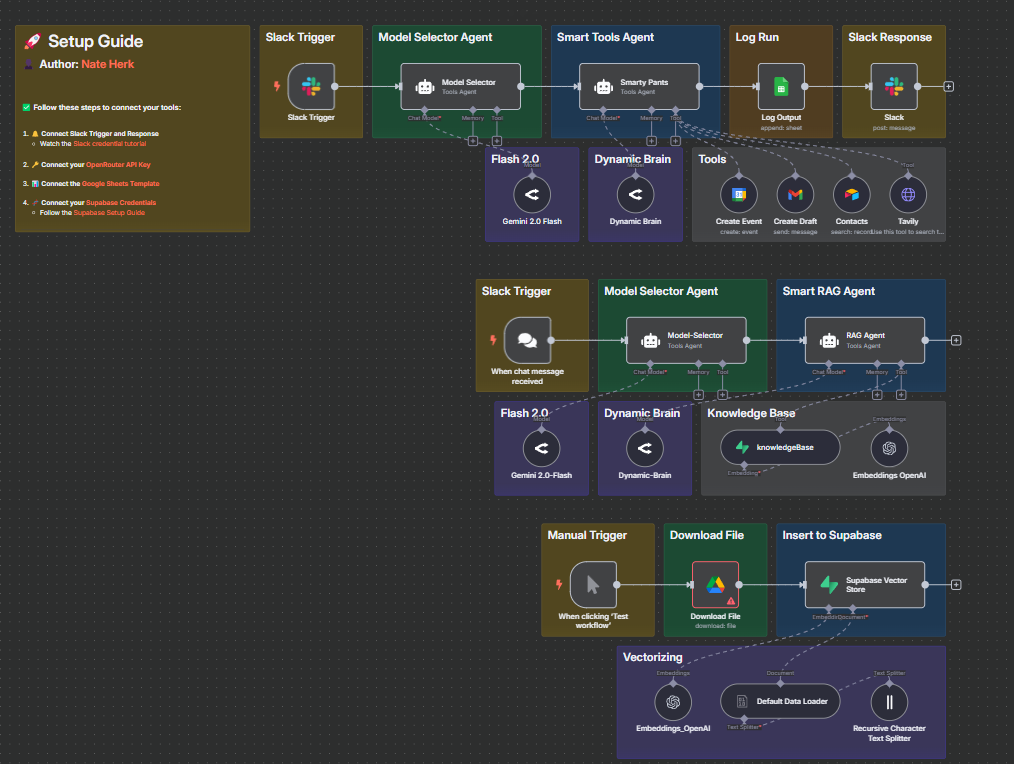 🚀 Setup Guide
Author: Nate Herk
✅ Follow these steps to connect your tools:
1. 🔔 Connect Slack Trigger and Response
Watch the Slack credential tutorial
2. 🔑 Connect your OpenRouter API Key
3. 📊 Connect the Google Sheets Template
4. Connect your Supabase Credentials
Follow the Supabase Setup Guide
Slack Trigger
Slack Trigger
Model Selector Agent
Model Selector
Tools Agent
Chat Model*
Memory
Tool
Smart Tools Agent
Smarty Pants
Tools Agent
Chat Model*
Memory
Tool
Log Run
Log Output
append: sheet
Slack Response
Slack
post: message
Flash 2.0
Model
Gemini 2.0 Flash
Dynamic Brain
Model
Dynamic Brain
Tools
Tool
Create Event
create: event
Create Draft
send: message
Contacts
search: record
Tavily
Use this tool to search t...
Slack Trigger
When chat message
received
Model Selector Agent
Model-Selector
Tools Agent
Chat Model*
Memory
Tool
Smart RAG Agent
RAG Agent
Tools Agent
Chat Model*
Memory
Tool
Flash 2.0
Model
Gemini 2.0-Flash
Dynamic Brain
Model
Dynamic-Brain
Knowledge Base
Tool
knowledgeBase
Embedding*
Embeddings
Embeddings OpenAI
Manual Trigger
When clicking ‘Test
workflow’
Download File
Download File
download: file
Insert to Supabase
Supabase Vector
Store
Document*
Vectorizing
Embeddings
Embeddings_OpenAI
Document
Default Data Loader
Text Splitter*
Text Splitter
Recursive Character
Text Splitter